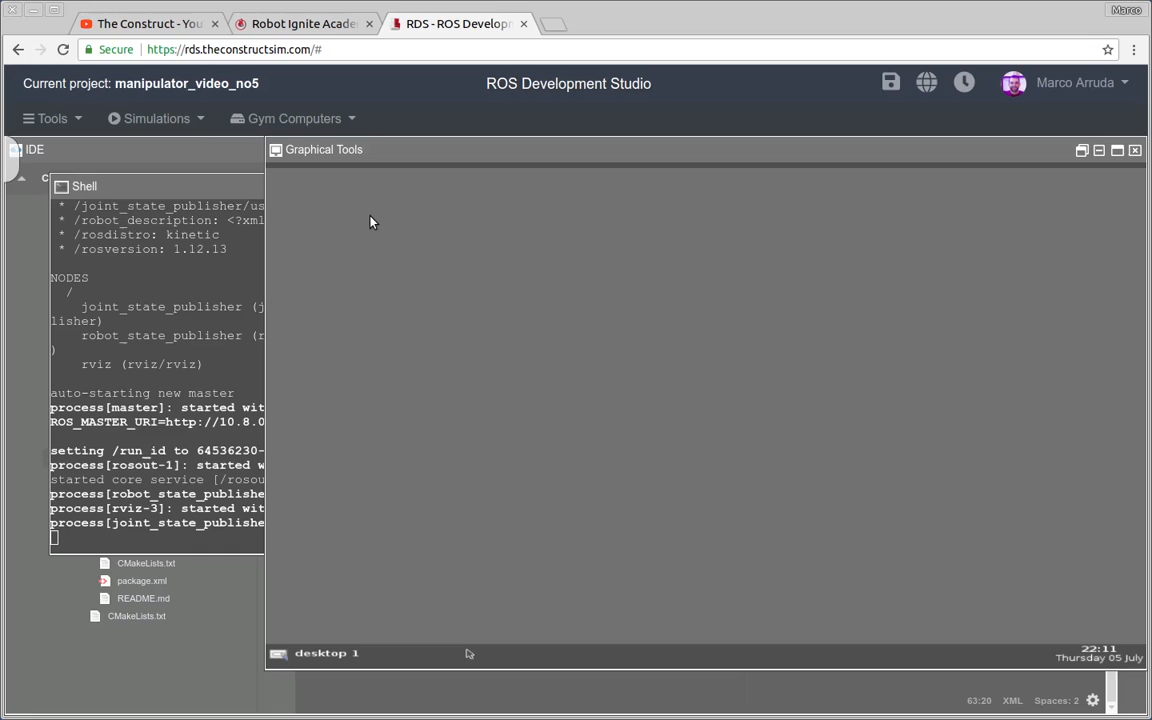 Marco
The Construct - You
Robot Ignite Acade
RDS - ROS Develop
Secure https://rds.theconstructsim.com/#
Current project: manipulator_video_no5
ROS Development Studio
Marco Arruda
Tools
Simulations
Gym Computers
IDE
Graphical Tools
C
Shell
* /joint_state_publisher/us
* /robot_description: <?xml
* /rosdistro: kinetic
* /rosversion: 1.12.13
NODES
/
joint_state_publisher (j
lisher)
robot_state_publisher (r
)
rviz (rviz/rviz)
auto-starting new master
process[master]: started wit
ROS_MASTER_URI=http://10.8.0
setting /run_id to 64536230-
process[rosout-1]: started w
started core service [/rosou
process[robot_state_publishe
process[rviz-3]: started wit
process[joint_state_publishe
CMakeLists.txt
package.xml
README.md
CMakeLists.txt
desktop 1
22:11
Thursday 05 July
63:20 XML Spaces: 2